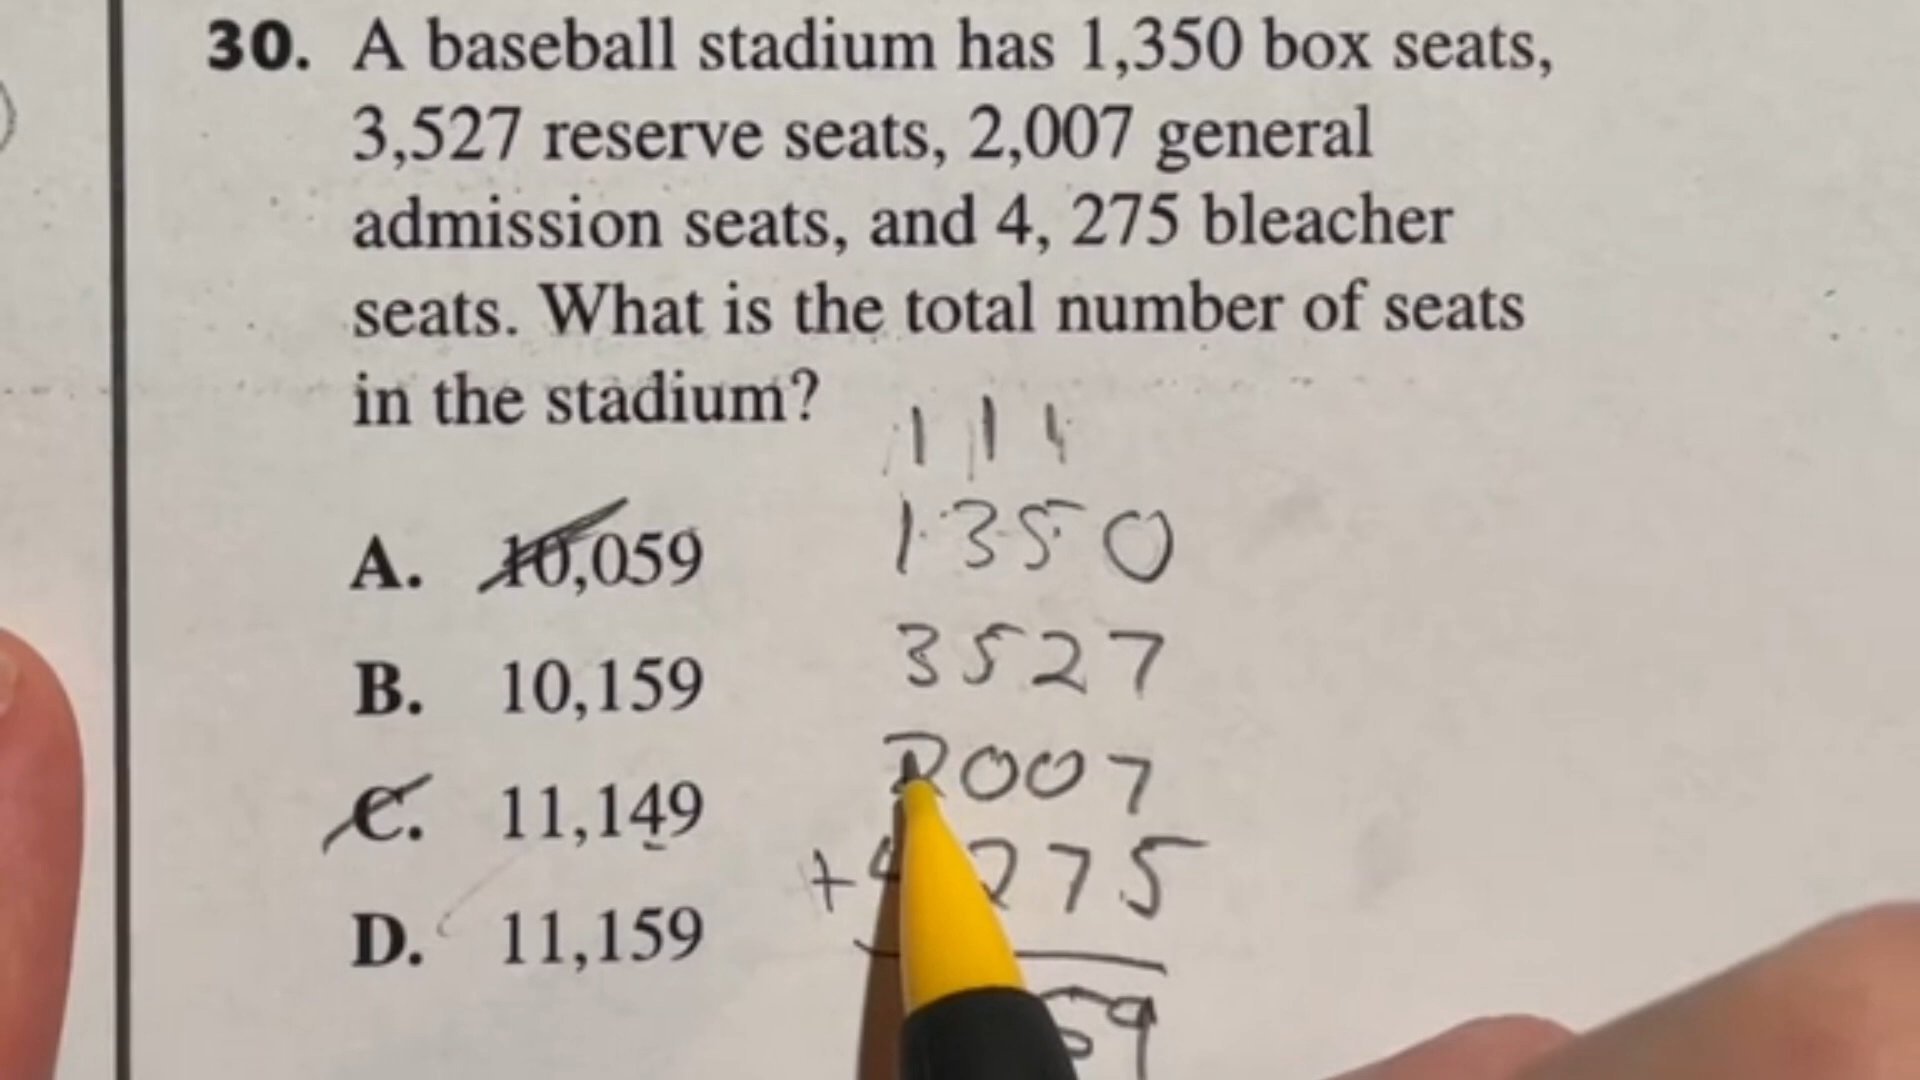 30. A baseball stadium has 1,350 box seats,
3,527 reserve seats, 2,007 general
admission seats, and 4, 275 bleacher
seats. What is the total number of seats
in the stadium?
1 1 1
A. 10,059
1350
B. 10,159
3527
C. 11,149
2007
+4275
D. 11,159
59